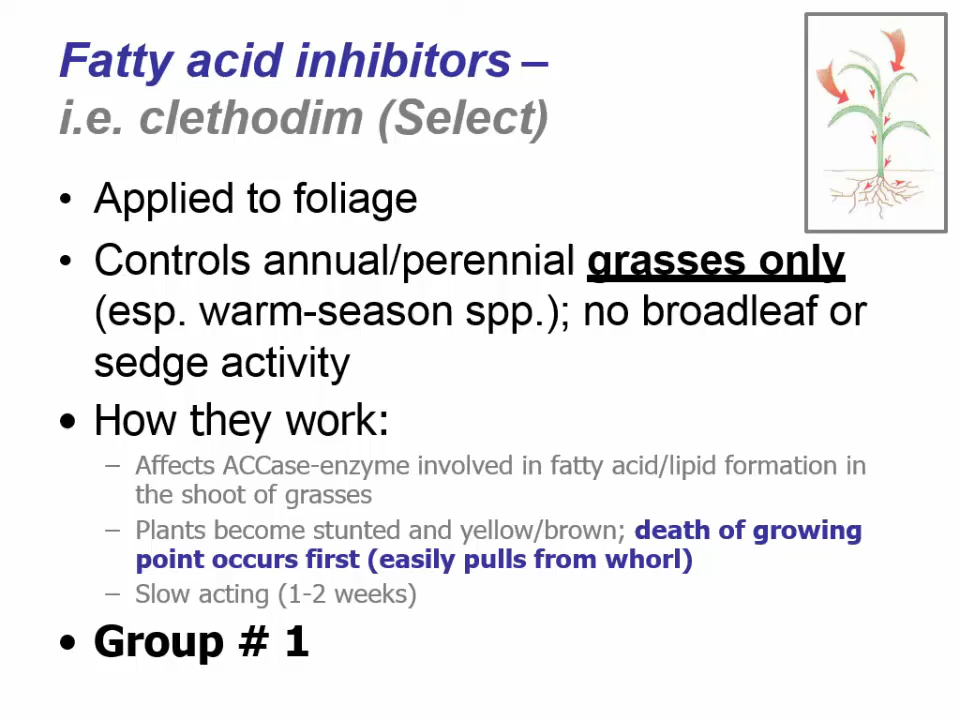 Fatty acid inhibitors –
i.e. clethodim (Select)
• Applied to foliage
• Controls annual/perennial grasses only
(esp. warm-season spp.); no broadleaf or
sedge activity
• How they work:
– Affects ACCase-enzyme involved in fatty acid/lipid formation in
the shoot of grasses
– Plants become stunted and yellow/brown; death of growing
point occurs first (easily pulls from whorl)
– Slow acting (1-2 weeks)
• Group # 1